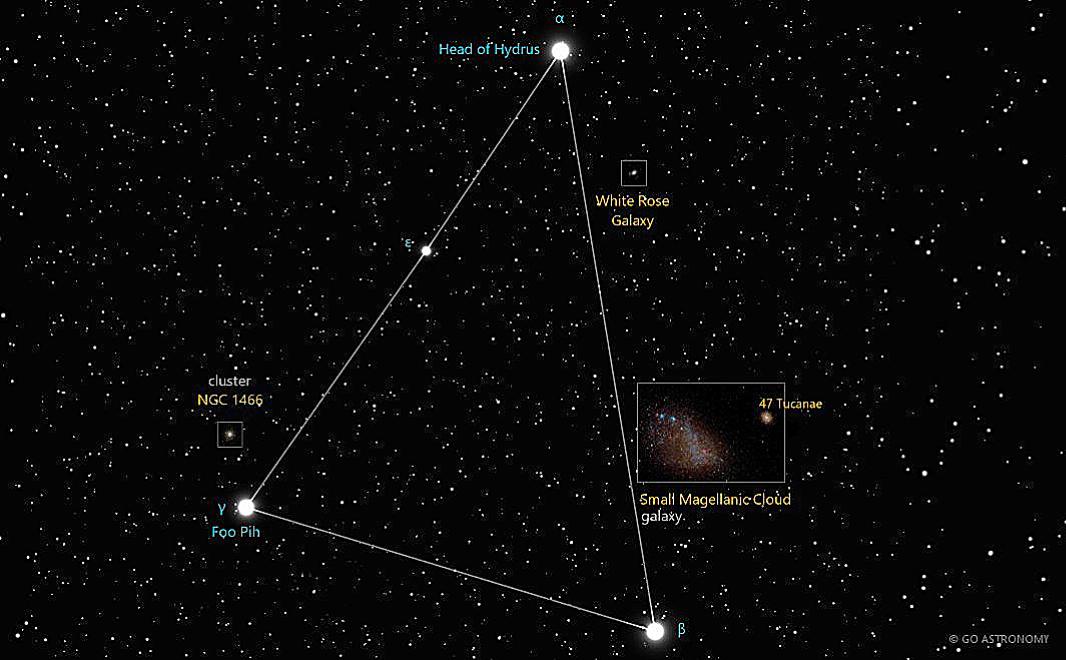 α
Head of Hydrus
White Rose
Galaxy
ε
cluster
NGC 1466
47 Tucanae
Small Magellanic Cloud
galaxy
γ
Foo Pih
β
© GO ASTRONOMY